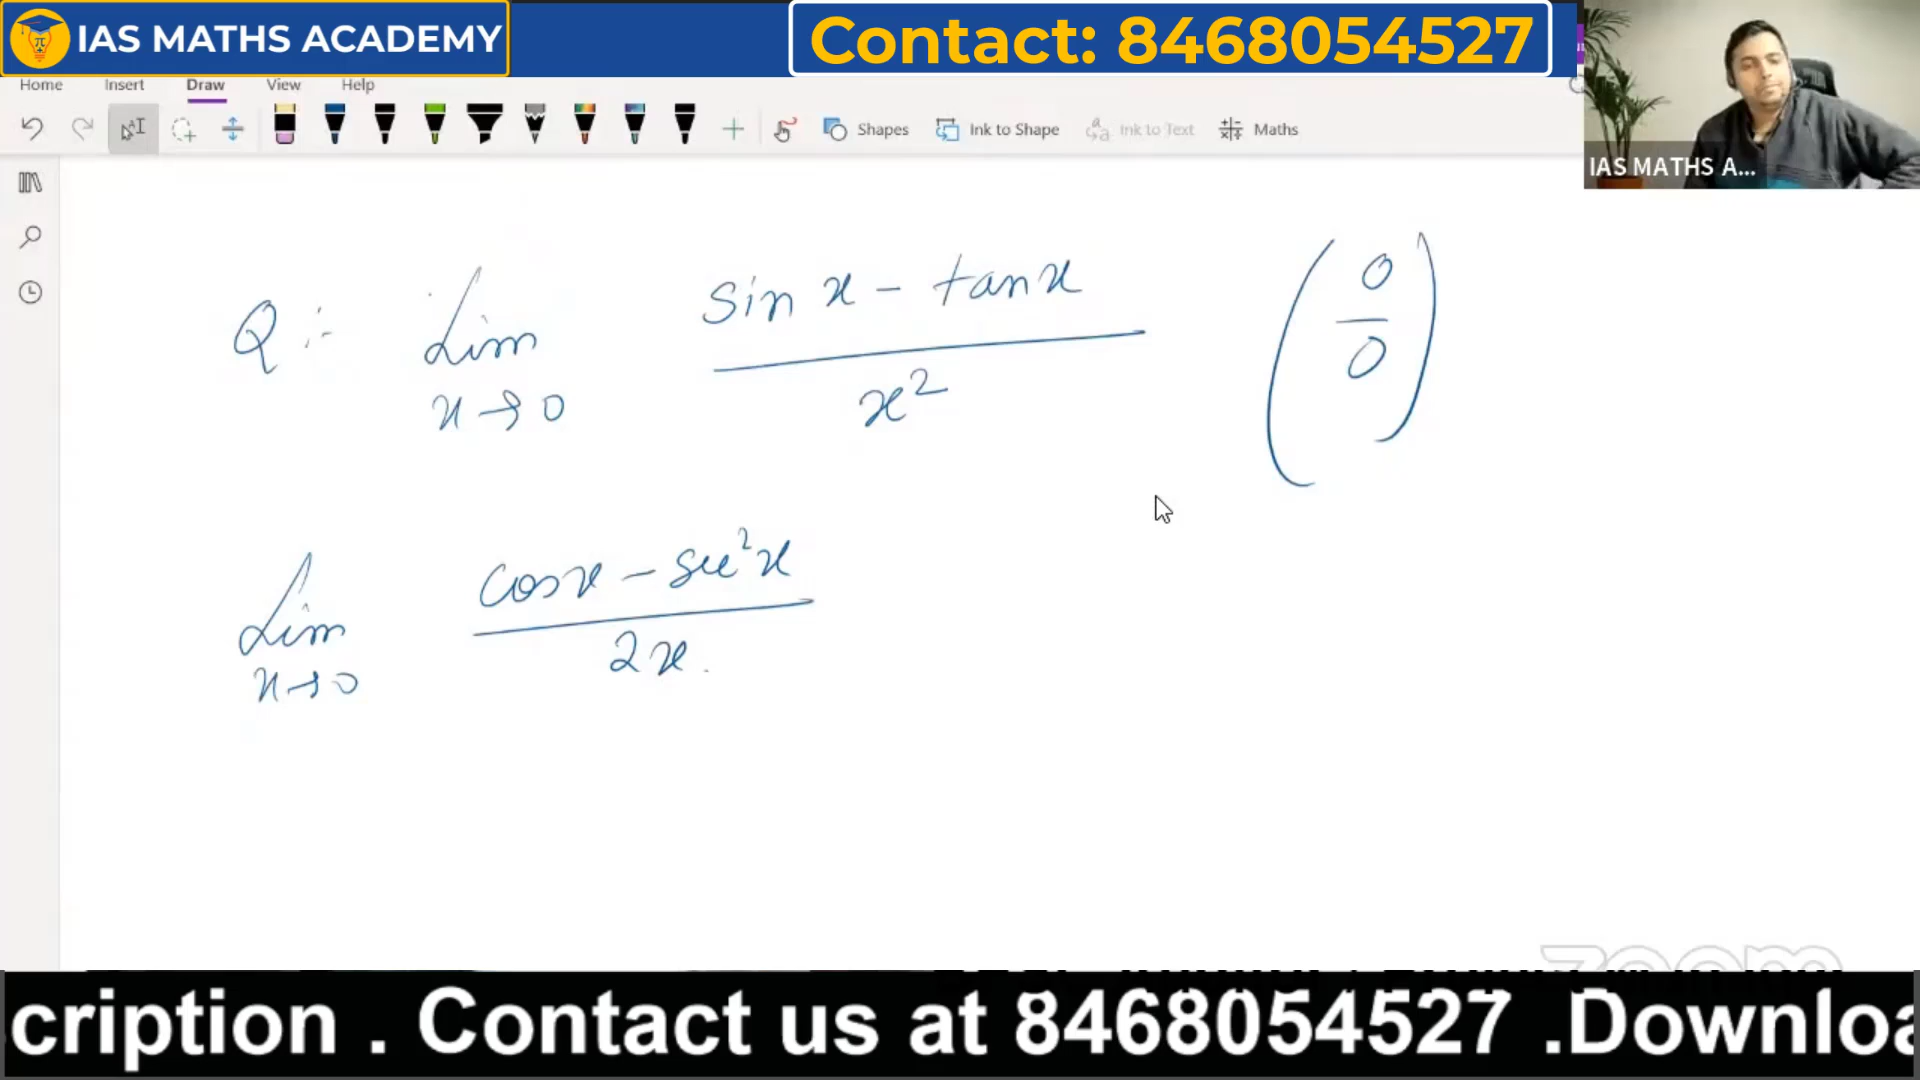 IAS MATHS ACADEMY
Contact: 8468054527
Home Insert Draw View Help
Shapes Ink to Shape Ink to Text Maths
IAS MATHS A...
Q :- Lim x→0 (sin x - tan x)/x² (0/0)
Lim x→0 (cos x - sec²x)/2x.
zoom
cription . Contact us at 8468054527 .Downloa